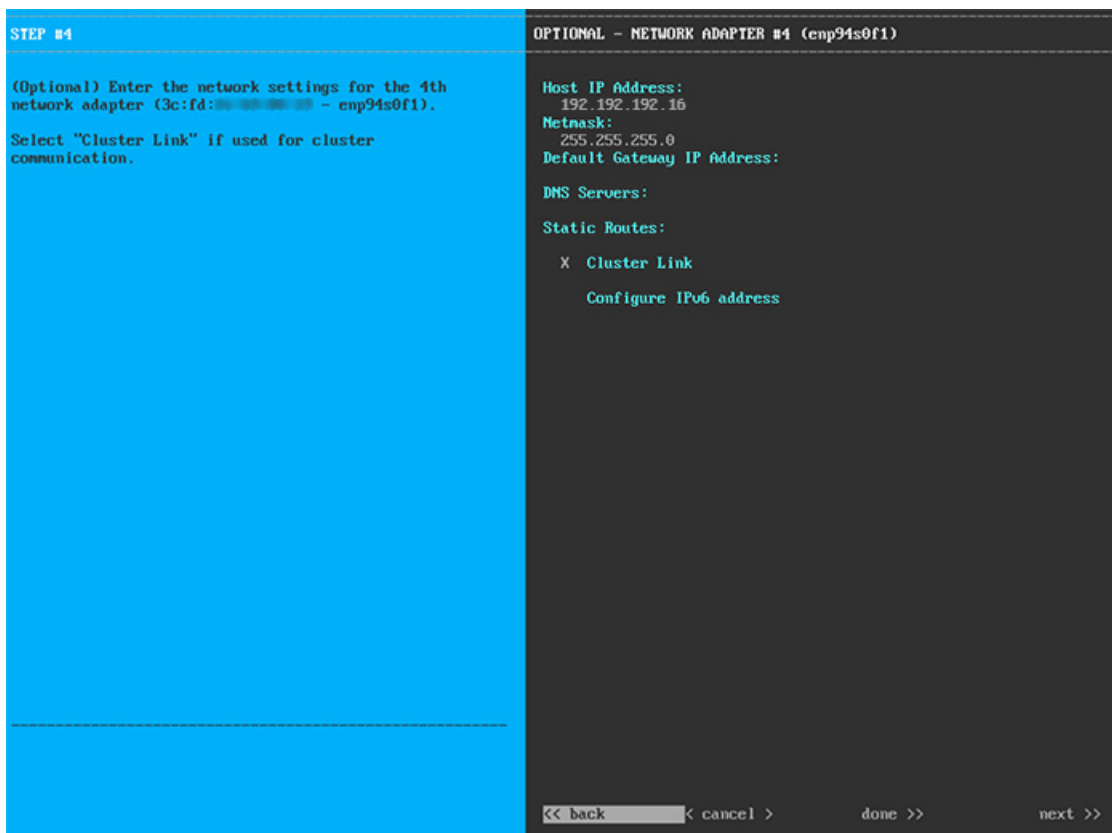 STEP #4
(Optional) Enter the network settings for the 4th
network adapter (3c:fd: - enp94s0f1).
Select "Cluster Link" if used for cluster
communication.
OPTIONAL - NETWORK ADAPTER #4 (enp94s0f1)
Host IP Address:
192.192.192.16
Netmask:
255.255.255.0
Default Gateway IP Address:
DNS Servers:
Static Routes:
X Cluster Link
Configure IPv6 address
<< back < cancel > done >> next >>